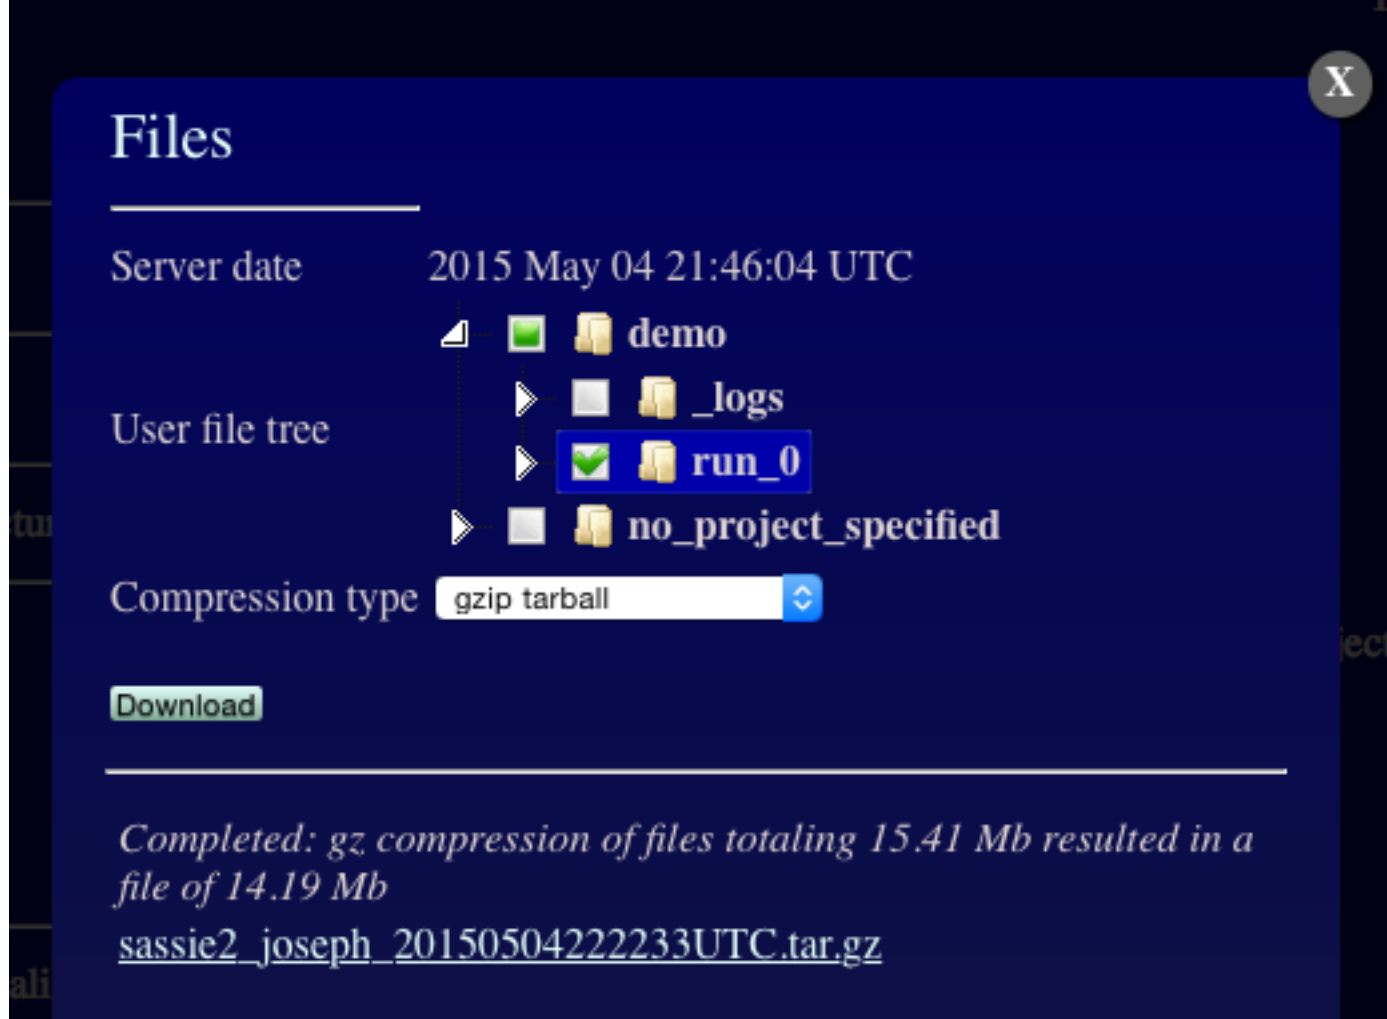 X
Files
Server date 2015 May 04 21:46:04 UTC
demo
_logs
User file tree
run_0
no_project_specified
Compression type gzip tarball
Download
Completed: gz compression of files totaling 15.41 Mb resulted in a
file of 14.19 Mb
sassie2_joseph_20150504222233UTC.tar.gz